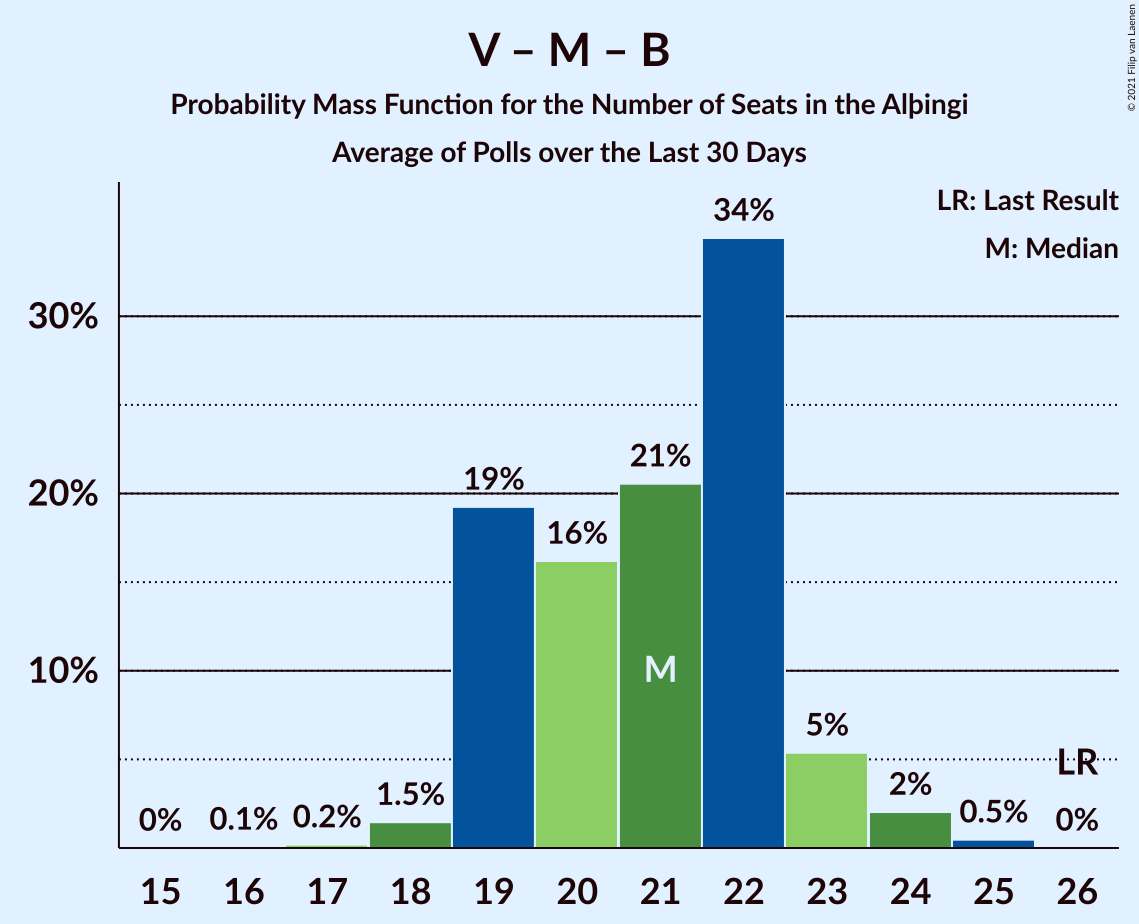 V – M – B
Probability Mass Function for the Number of Seats in the Alþingi
Average of Polls over the Last 30 Days
© 2021 Filip van Laenen
LR: Last Result
M: Median
34%
30%
21%
19%
20%
16%
M
10%
5%
LR
2%
1.5%
0.5%
0%
0.1%
0.2%
0%
15 16 17 18 19 20 21 22 23 24 25 26